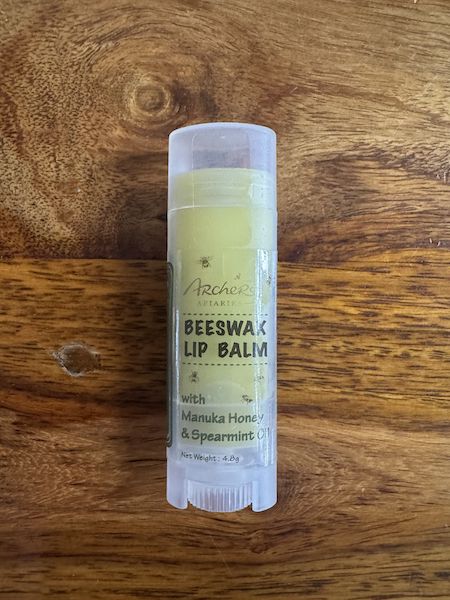 Archers
APIARIES
BEESWAX
LIP BALM
with
Manuka Honey
& Spearmint Oil
Net Weight : 4.8g